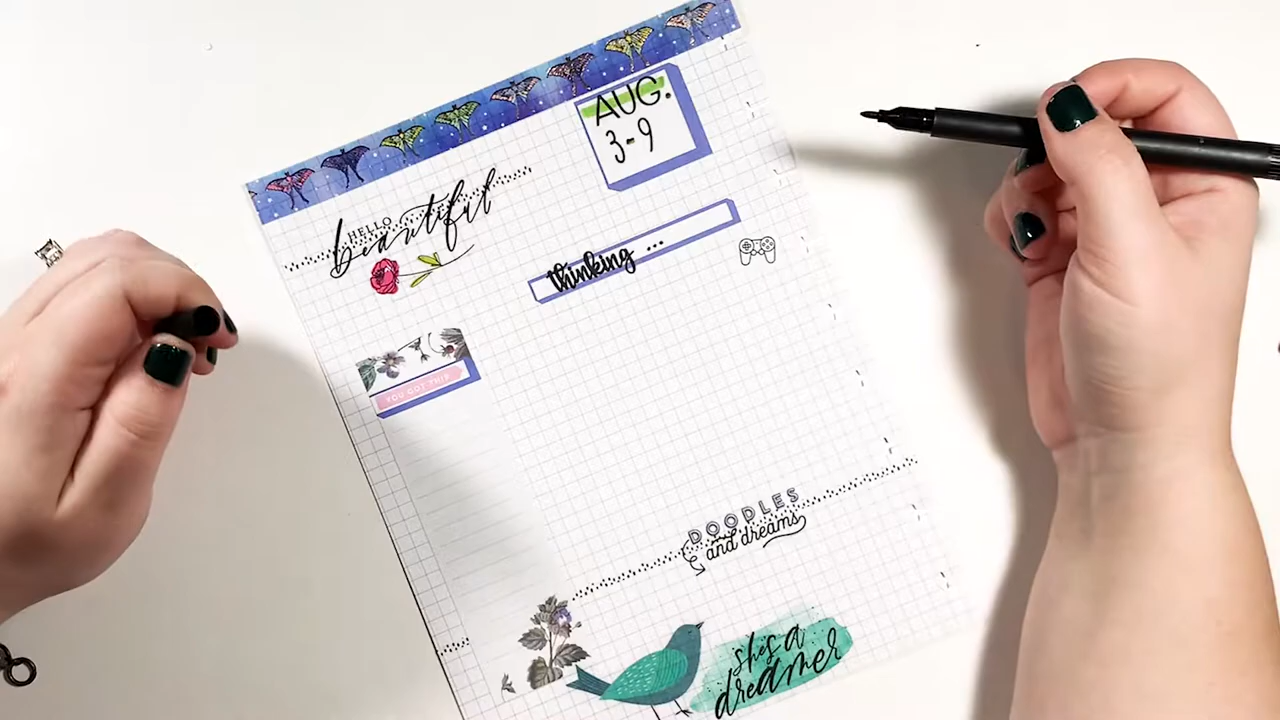 AUG.
3-9
HELLO
beautiful
thinking ...
YOU GOT THIS
DOODLES
and dreams
she's a
dreamer